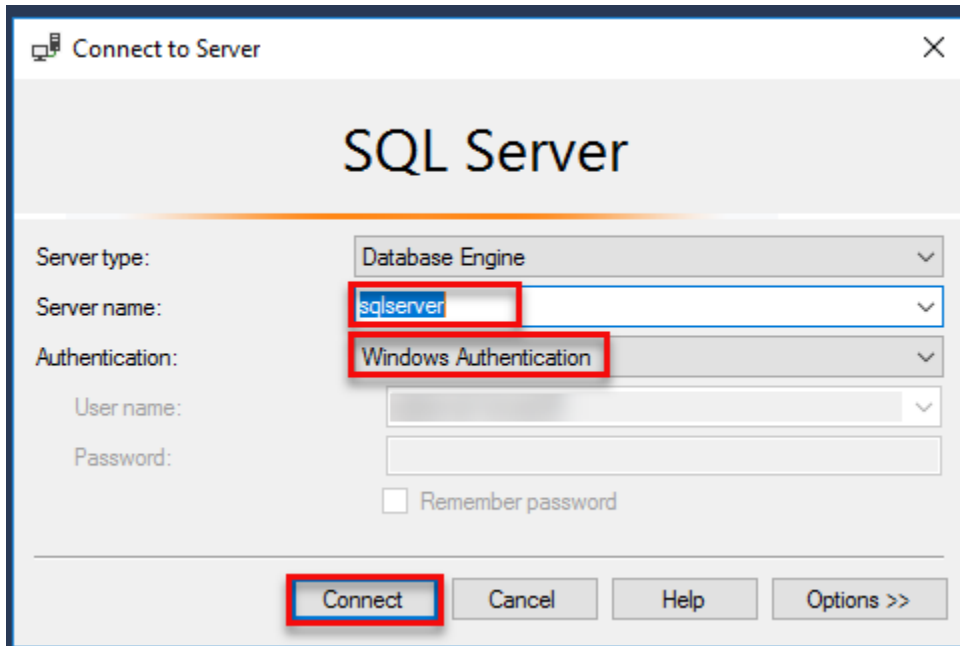 Connect to Server
SQL Server
Server type: Database Engine
Server name: sqlserver
Authentication: Windows Authentication
User name:
Password:
Remember password
Connect Cancel Help Options >>